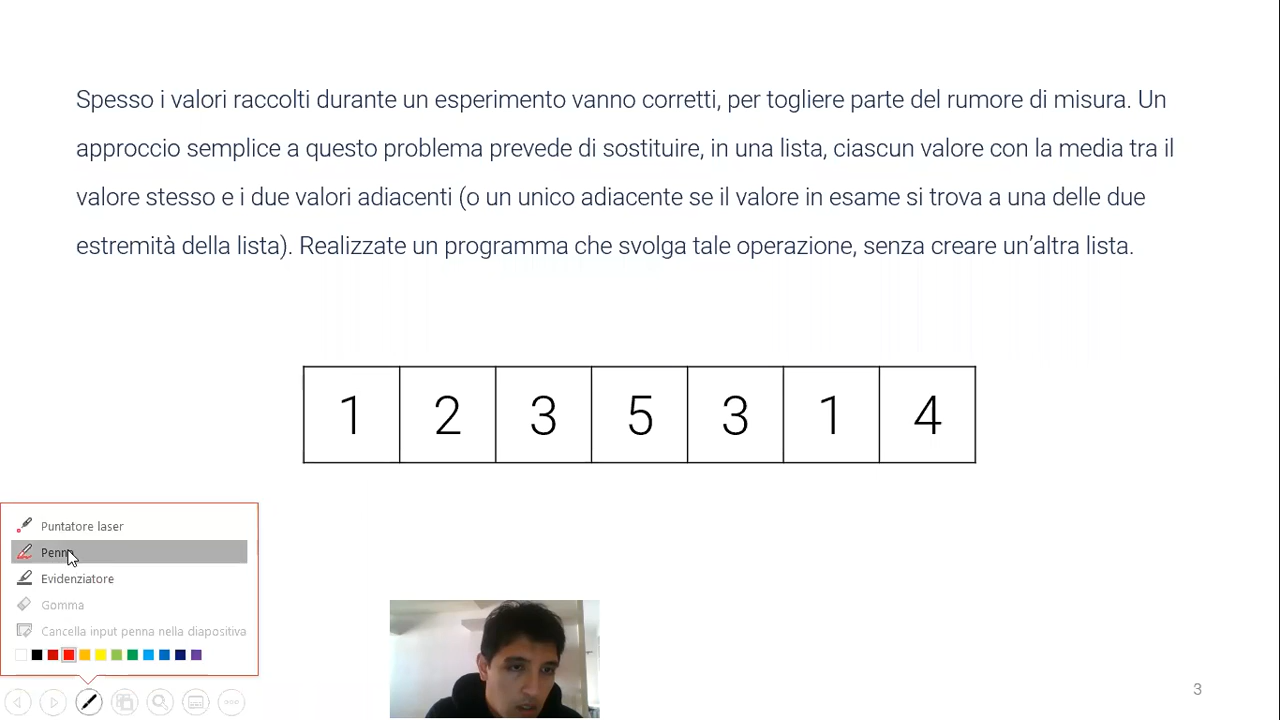 Spesso i valori raccolti durante un esperimento vanno corretti, per togliere parte del rumore di misura. Un
approccio semplice a questo problema prevede di sostituire, in una lista, ciascun valore con la media tra il
valore stesso e i due valori adiacenti (o un unico adiacente se il valore in esame si trova a una delle due
estremità della lista). Realizzate un programma che svolga tale operazione, senza creare un'altra lista.
1 2 3 5 3 1 4
Puntatore laser
Penna
Evidenziatore
Gomma
Cancella input penna nella diapositiva
3